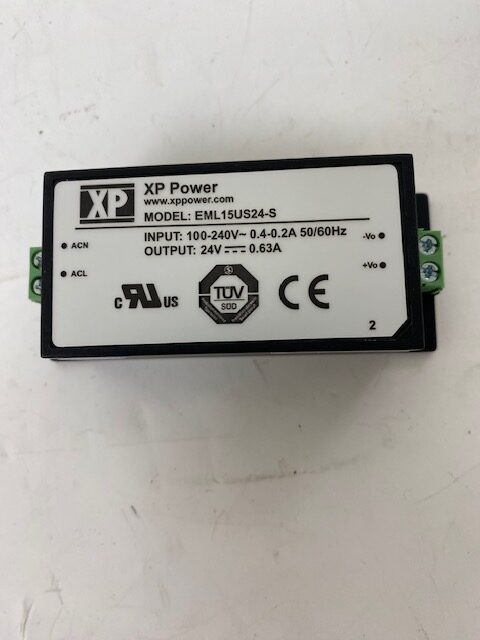 XP
XP Power
www.xppower.com
MODEL: EML15US24-S
INPUT: 100-240V~ 0.4-0.2A 50/60Hz
OUTPUT: 24V⎓ 0.63A
ACN
ACL
-Vo
+Vo
c RU US
TÜV
SÜD
CE
2